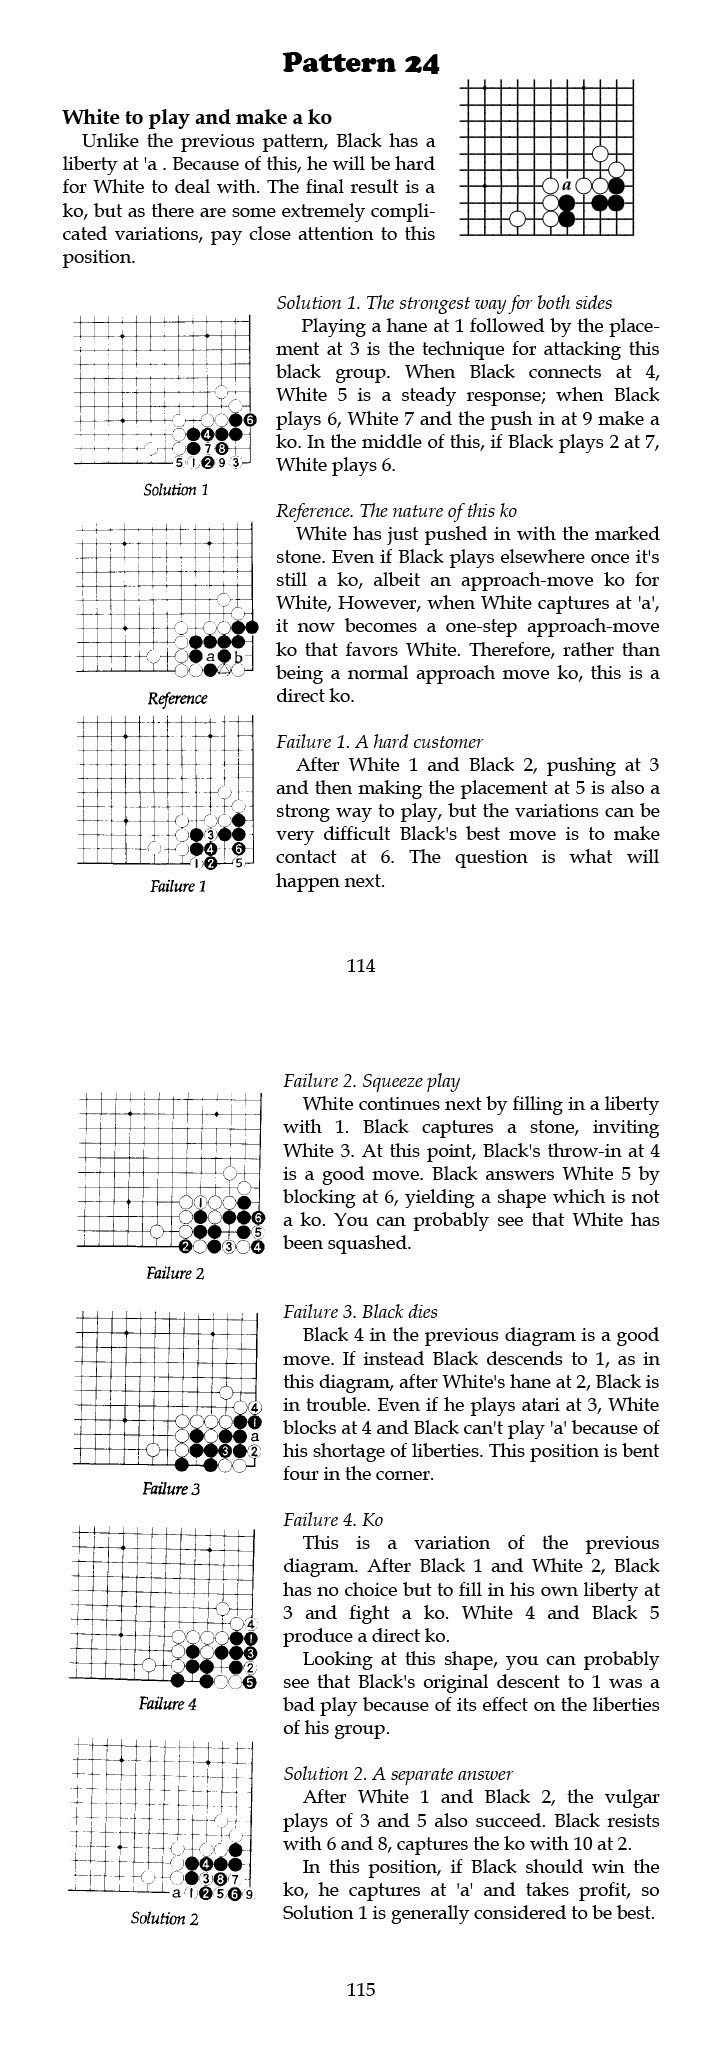 Pattern 24
White to play and make a ko
Unlike the previous pattern, Black has a
liberty at 'a . Because of this, he will be hard
for White to deal with. The final result is a
ko, but as there are some extremely compli-
cated variations, pay close attention to this
position.
a
Solution 1. The strongest way for both sides
Playing a hane at 1 followed by the place-
ment at 3 is the technique for attacking this
black group. When Black connects at 4,
White 5 is a steady response; when Black
plays 6, White 7 and the push in at 9 make a
ko. In the middle of this, if Black plays 2 at 7,
White plays 6.
6
4
7 8
5 1 2 9 3
Solution 1
Reference. The nature of this ko
White has just pushed in with the marked
stone. Even if Black plays elsewhere once it's
still a ko, albeit an approach-move ko for
White, However, when White captures at 'a',
it now becomes a one-step approach-move
ko that favors White. Therefore, rather than
being a normal approach move ko, this is a
direct ko.
a b
Reference
Failure 1. A hard customer
After White 1 and Black 2, pushing at 3
and then making the placement at 5 is also a
strong way to play, but the variations can be
very difficult Black's best move is to make
contact at 6. The question is what will
happen next.
3
4 6
1 2 5
Failure 1
114
Failure 2. Squeeze play
White continues next by filling in a liberty
with 1. Black captures a stone, inviting
White 3. At this point, Black's throw-in at 4
is a good move. Black answers White 5 by
blocking at 6, yielding a shape which is not
a ko. You can probably see that White has
been squashed.
1
6
5
2 3 4
Failure 2
Failure 3. Black dies
Black 4 in the previous diagram is a good
move. If instead Black descends to 1, as in
this diagram, after White's hane at 2, Black is
in trouble. Even if he plays atari at 3, White
blocks at 4 and Black can't play 'a' because of
his shortage of liberties. This position is bent
four in the corner.
4
1
a
3 2
Failure 3
Failure 4. Ko
This is a variation of the previous
diagram. After Black 1 and White 2, Black
has no choice but to fill in his own liberty at
3 and fight a ko. White 4 and Black 5
produce a direct ko.
Looking at this shape, you can probably
see that Black's original descent to 1 was a
bad play because of its effect on the liberties
of his group.
4
1
3
2
5
Failure 4
Solution 2. A separate answer
After White 1 and Black 2, the vulgar
plays of 3 and 5 also succeed. Black resists
with 6 and 8, captures the ko with 10 at 2.
In this position, if Black should win the
ko, he captures at 'a' and takes profit, so
Solution 1 is generally considered to be best.
4
3 8 7
a 1 2 5 6 9
Solution 2
115